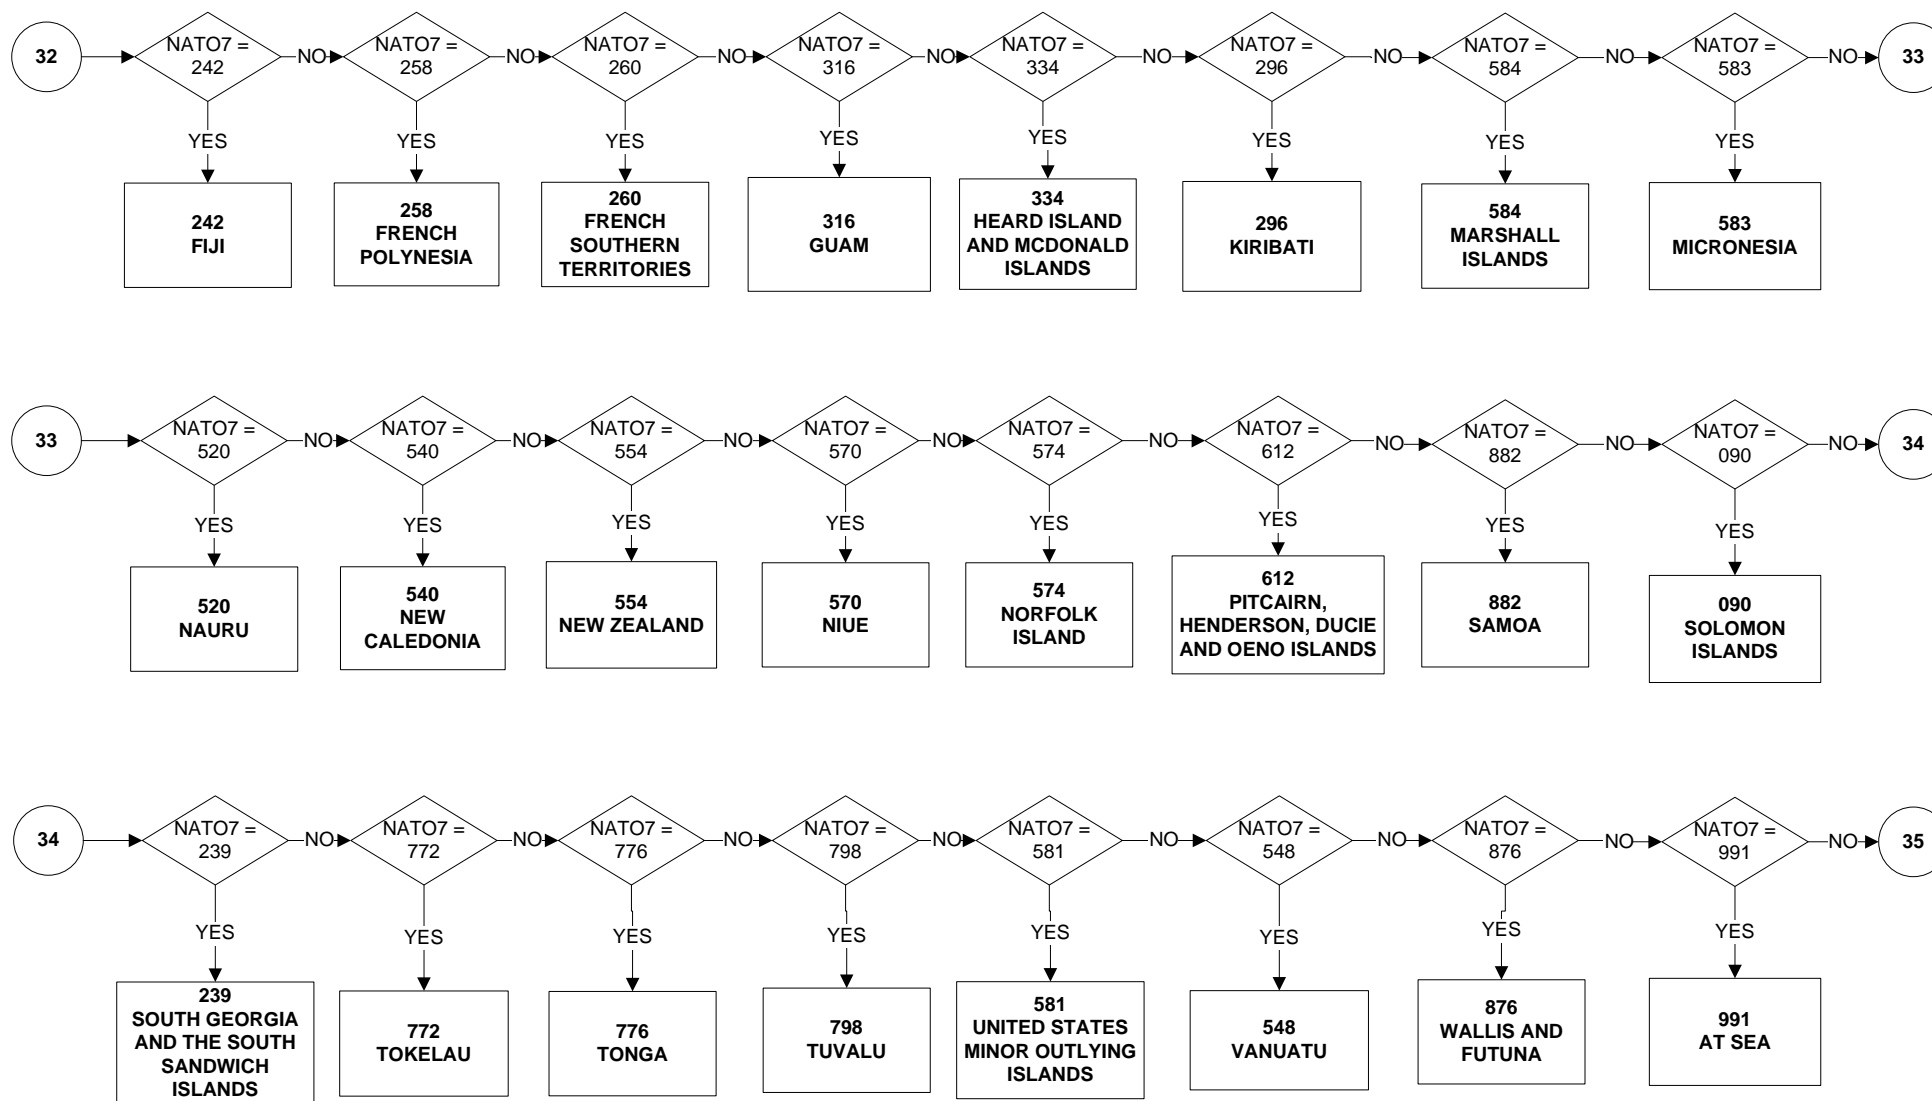 32
NATO7 =
242
NO
NATO7 =
258
NO
NATO7 =
260
NO
NATO7 =
316
NO
NATO7 =
334
NO
NATO7 =
296
NO
NATO7 =
584
NO
NATO7 =
583
NO
33
YES
YES
YES
YES
YES
YES
YES
YES
242
FIJI
258
FRENCH
POLYNESIA
260
FRENCH
SOUTHERN
TERRITORIES
316
GUAM
334
HEARD ISLAND
AND MCDONALD
ISLANDS
296
KIRIBATI
584
MARSHALL
ISLANDS
583
MICRONESIA
33
NATO7 =
520
NO
NATO7 =
540
NO
NATO7 =
554
NO
NATO7 =
570
NO
NATO7 =
574
NO
NATO7 =
612
NO
NATO7 =
882
NO
NATO7 =
090
NO
34
YES
YES
YES
YES
YES
YES
YES
YES
520
NAURU
540
NEW
CALEDONIA
554
NEW ZEALAND
570
NIUE
574
NORFOLK
ISLAND
612
PITCAIRN,
HENDERSON, DUCIE
AND OENO ISLANDS
882
SAMOA
090
SOLOMON
ISLANDS
34
NATO7 =
239
NO
NATO7 =
772
NO
NATO7 =
776
NO
NATO7 =
798
NO
NATO7 =
581
NO
NATO7 =
548
NO
NATO7 =
876
NO
NATO7 =
991
NO
35
YES
YES
YES
YES
YES
YES
YES
YES
239
SOUTH GEORGIA
AND THE SOUTH
SANDWICH
ISLANDS
772
TOKELAU
776
TONGA
798
TUVALU
581
UNITED STATES
MINOR OUTLYING
ISLANDS
548
VANUATU
876
WALLIS AND
FUTUNA
991
AT SEA